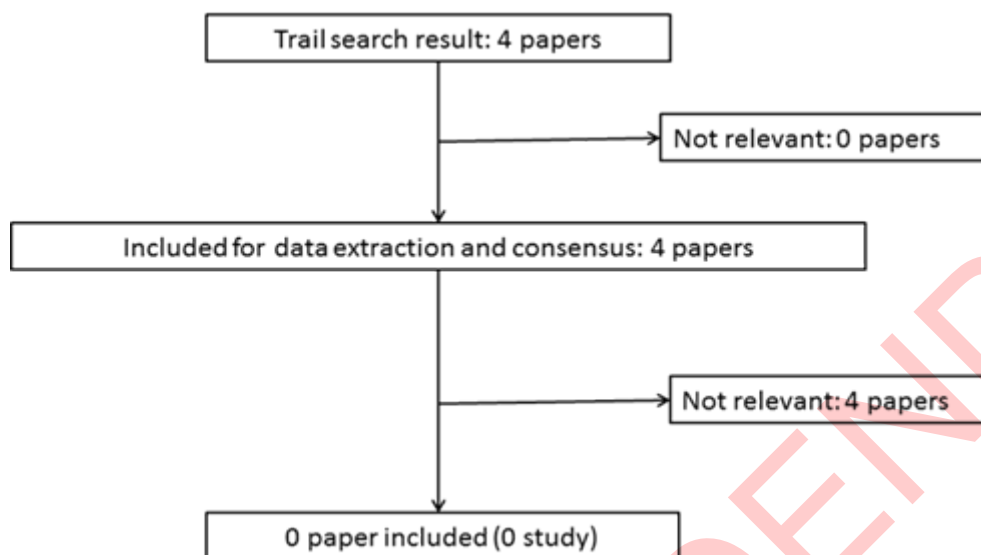 Trail search result: 4 papers
Not relevant: 0 papers
Included for data extraction and consensus: 4 papers
Not relevant: 4 papers
0 paper included (0 study)